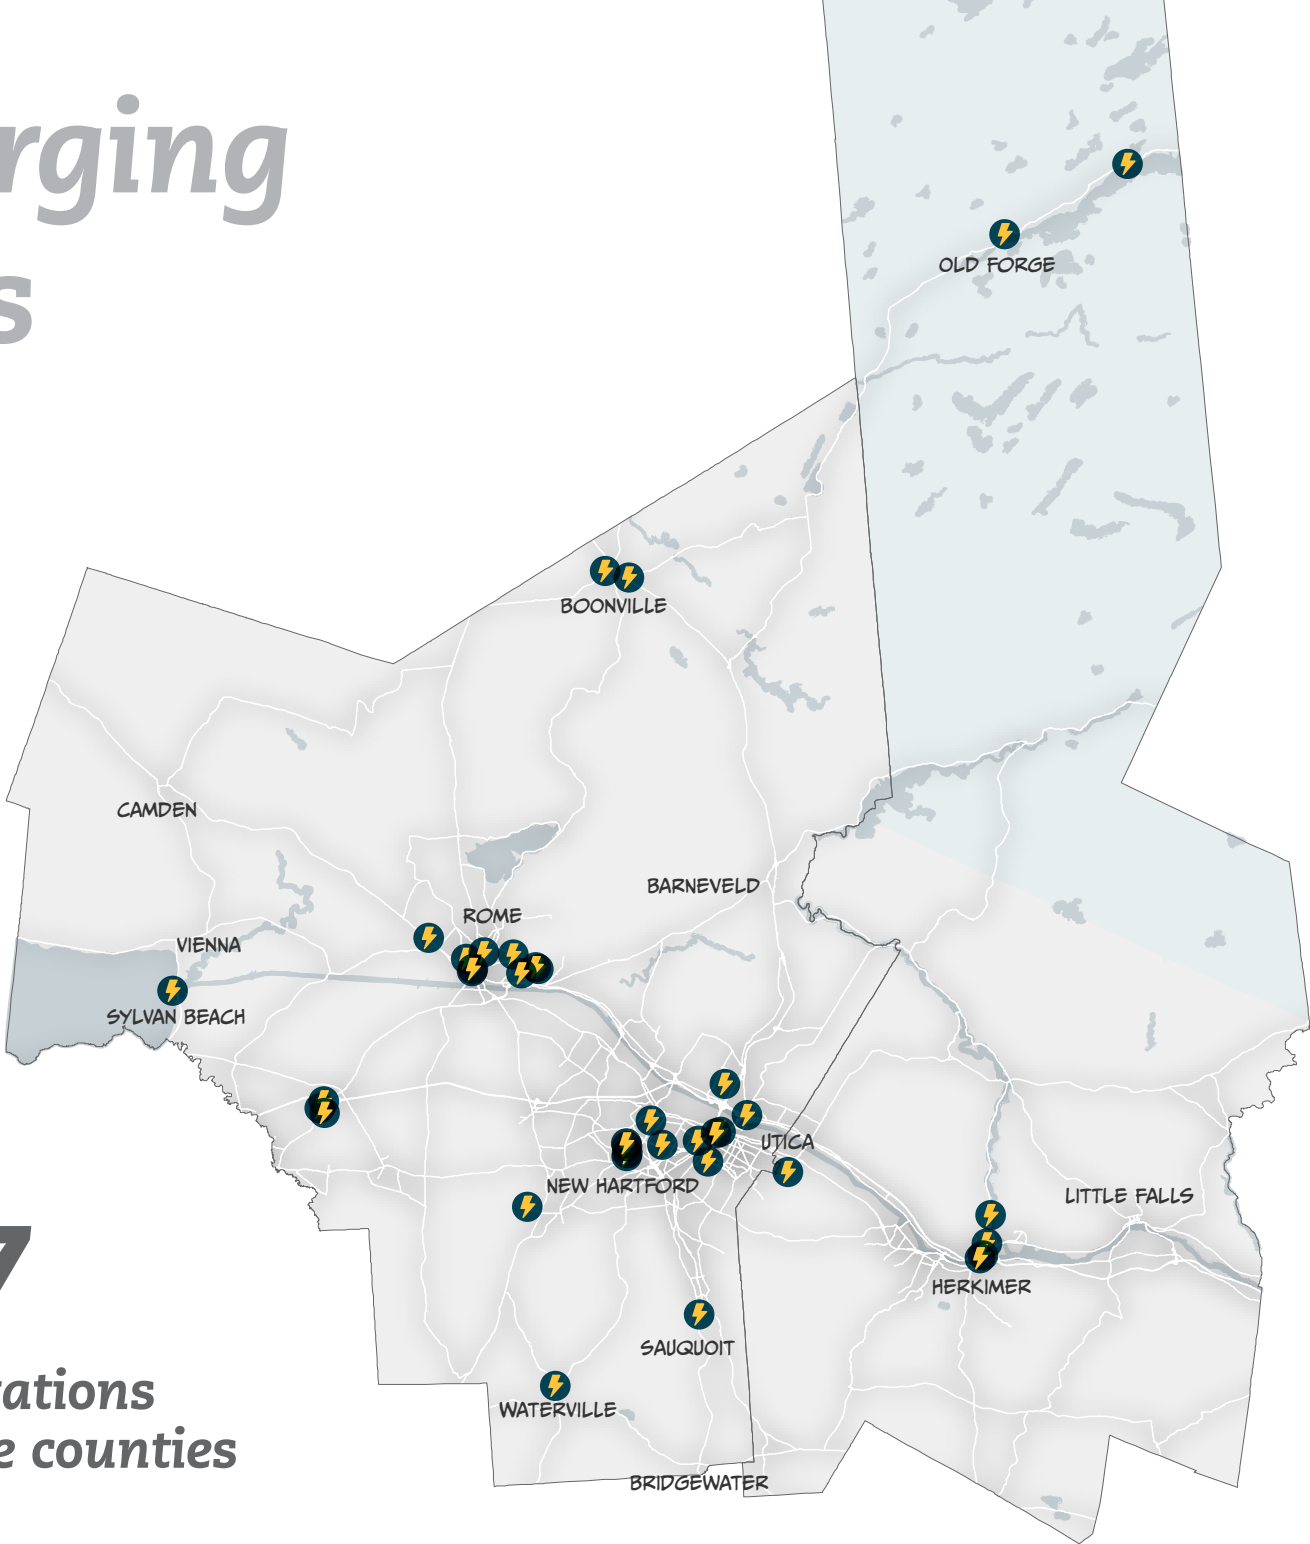 rging
s
OLD FORGE
BOONVILLE
CAMDEN
BARNEVELD
ROME
VIENNA
SYLVAN BEACH
UTICA
NEW HARTFORD
LITTLE FALLS
HERKIMER
SAUQUOIT
WATERVILLE
BRIDGEWATER
7
ations
e counties